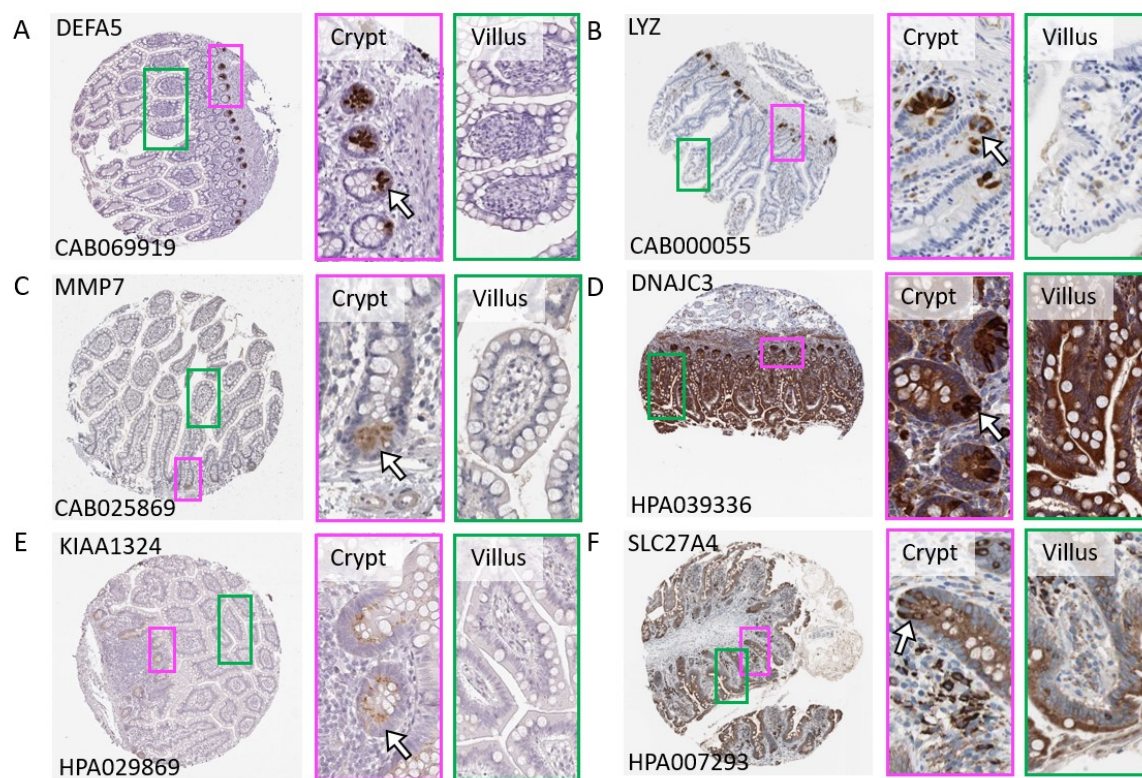 A DEFA5
Crypt
Villus
CAB069919
B LYZ
Crypt
Villus
CAB000055
C MMP7
Crypt
Villus
CAB025869
D DNAJC3
Crypt
Villus
HPA039336
E KIAA1324
Crypt
Villus
HPA029869
F SLC27A4
Crypt
Villus
HPA007293